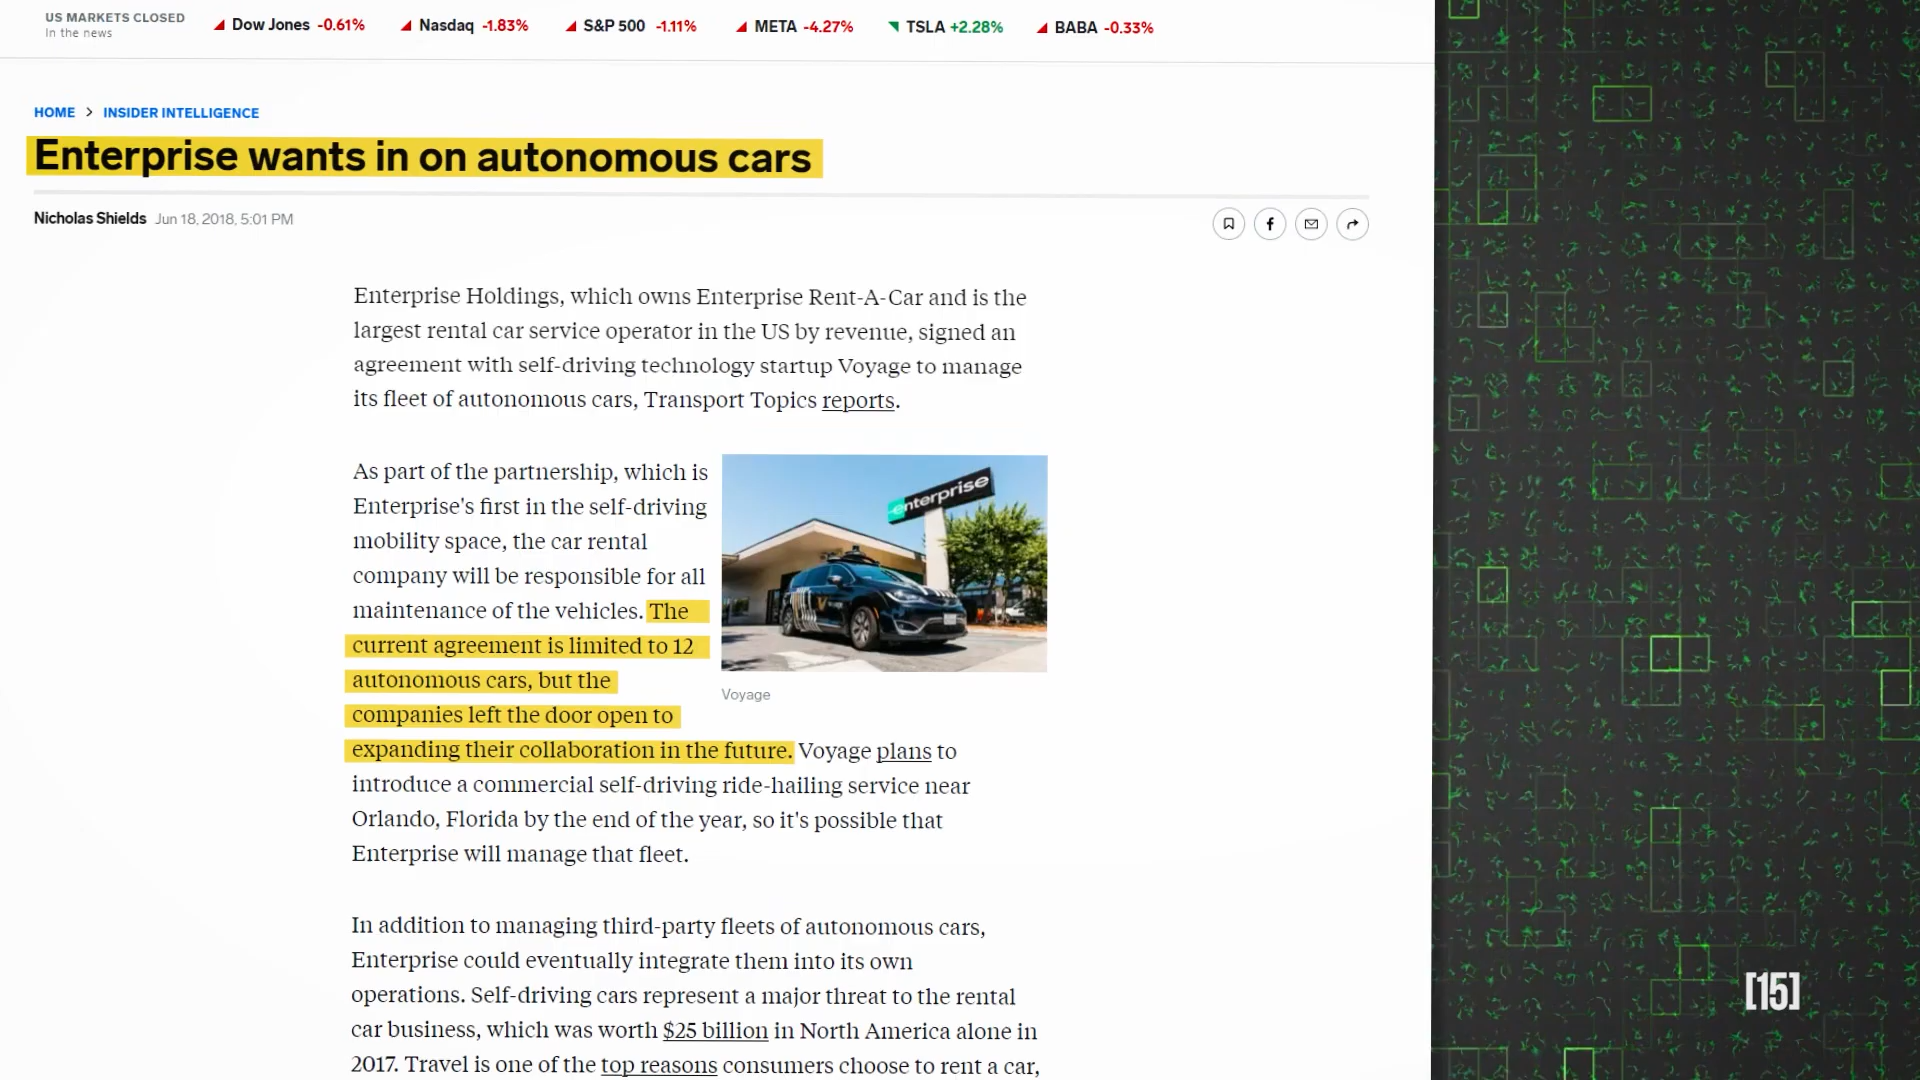 US MARKETS CLOSED
In the news
Dow Jones -0.61% Nasdaq -1.83% S&P 500 -1.11% META -4.27% TSLA +2.28% BABA -0.33%
HOME > INSIDER INTELLIGENCE
Enterprise wants in on autonomous cars
Nicholas Shields Jun 18, 2018, 5:01 PM
Enterprise Holdings, which owns Enterprise Rent-A-Car and is the
largest rental car service operator in the US by revenue, signed an
agreement with self-driving technology startup Voyage to manage
its fleet of autonomous cars, Transport Topics reports.
As part of the partnership, which is
Enterprise's first in the self-driving
mobility space, the car rental
company will be responsible for all
maintenance of the vehicles. The
current agreement is limited to 12
autonomous cars, but the
companies left the door open to
expanding their collaboration in the future. Voyage plans to
introduce a commercial self-driving ride-hailing service near
Orlando, Florida by the end of the year, so it's possible that
Enterprise will manage that fleet.
enterprise
Voyage
In addition to managing third-party fleets of autonomous cars,
Enterprise could eventually integrate them into its own
operations. Self-driving cars represent a major threat to the rental
car business, which was worth $25 billion in North America alone in
2017. Travel is one of the top reasons consumers choose to rent a car,
[15]